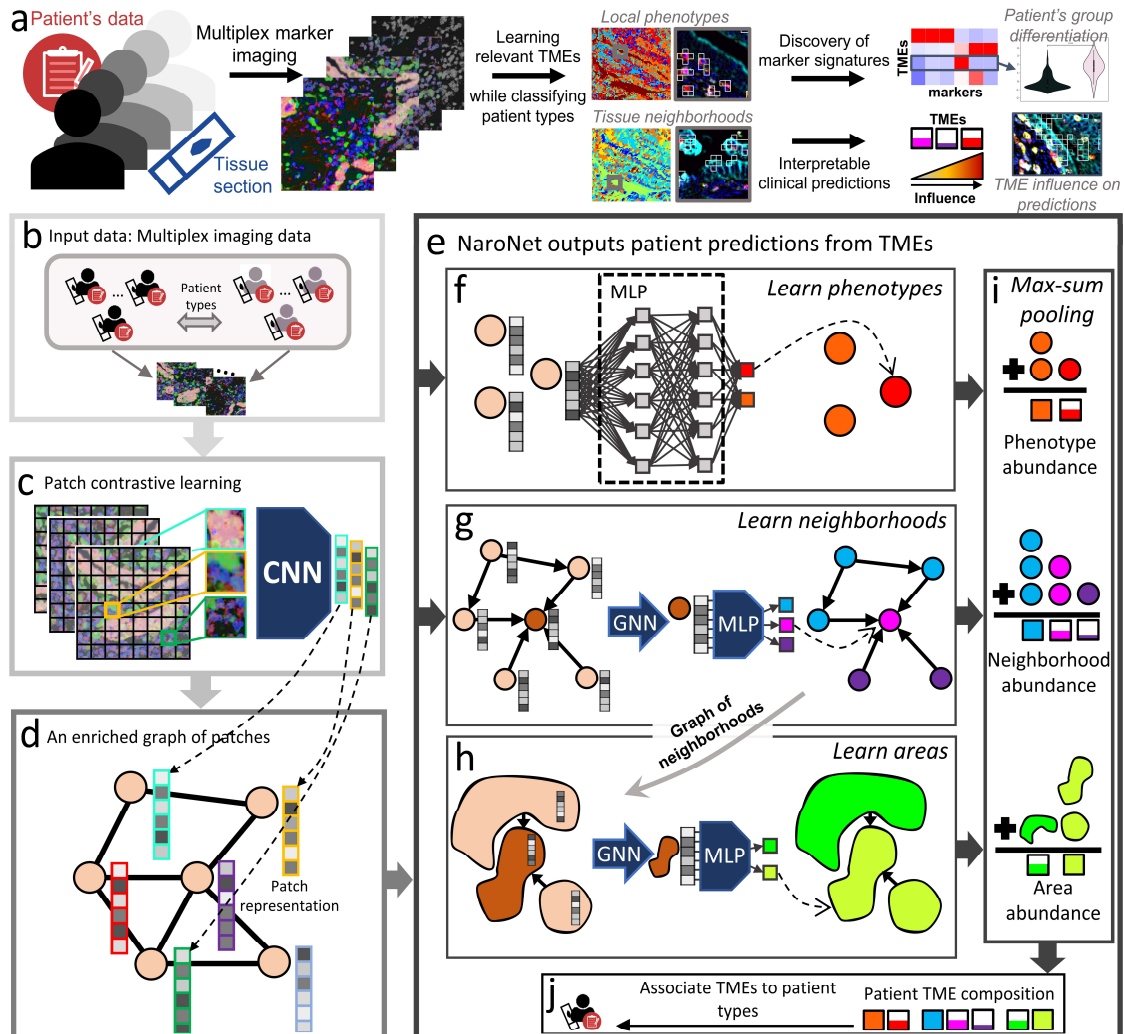 a
Patient's data
Tissue
section
Multiplex marker
imaging
Learning
relevant TMEs
while classifying
patient types
Local phenotypes
Tissue neighborhoods
Discovery of
marker signatures
Interpretable
clinical predictions
TMEs
markers
Patient's group
differentiation
TMEs
Influence
TME influence on
predictions
b Input data: Multiplex imaging data
...
Patient
types
...
c Patch contrastive learning
CNN
d An enriched graph of patches
Patch
representation
e NaroNet outputs patient predictions from TMEs
f
MLP
Learn phenotypes
g
Learn neighborhoods
GNN
MLP
Graph of
neighborhoods
h
Learn areas
GNN
MLP
i Max-sum
pooling
+
Phenotype
abundance
+
Neighborhood
abundance
+
Area
abundance
j
Associate TMEs to patient
types
Patient TME composition